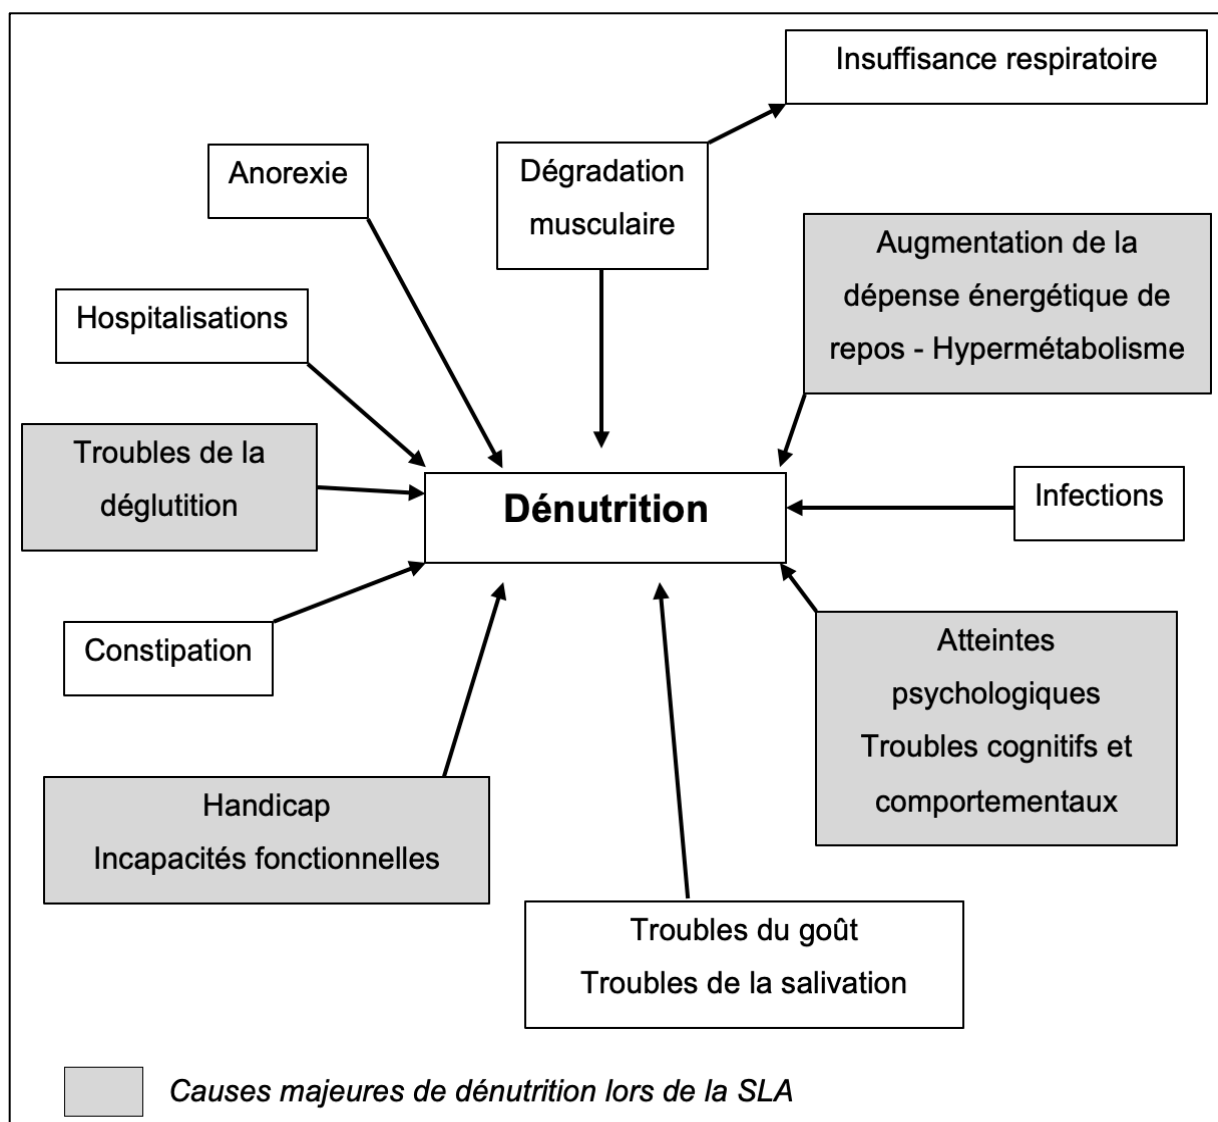 Insuffisance respiratoire
Anorexie
Dégradation
musculaire
Augmentation de la
dépense énergétique de
repos - Hypermétabolisme
Hospitalisations
Troubles de la
déglutition
Dénutrition
Infections
Constipation
Atteintes
psychologiques
Troubles cognitifs et
comportementaux
Handicap
Incapacités fonctionnelles
Troubles du goût
Troubles de la salivation
Causes majeures de dénutrition lors de la SLA